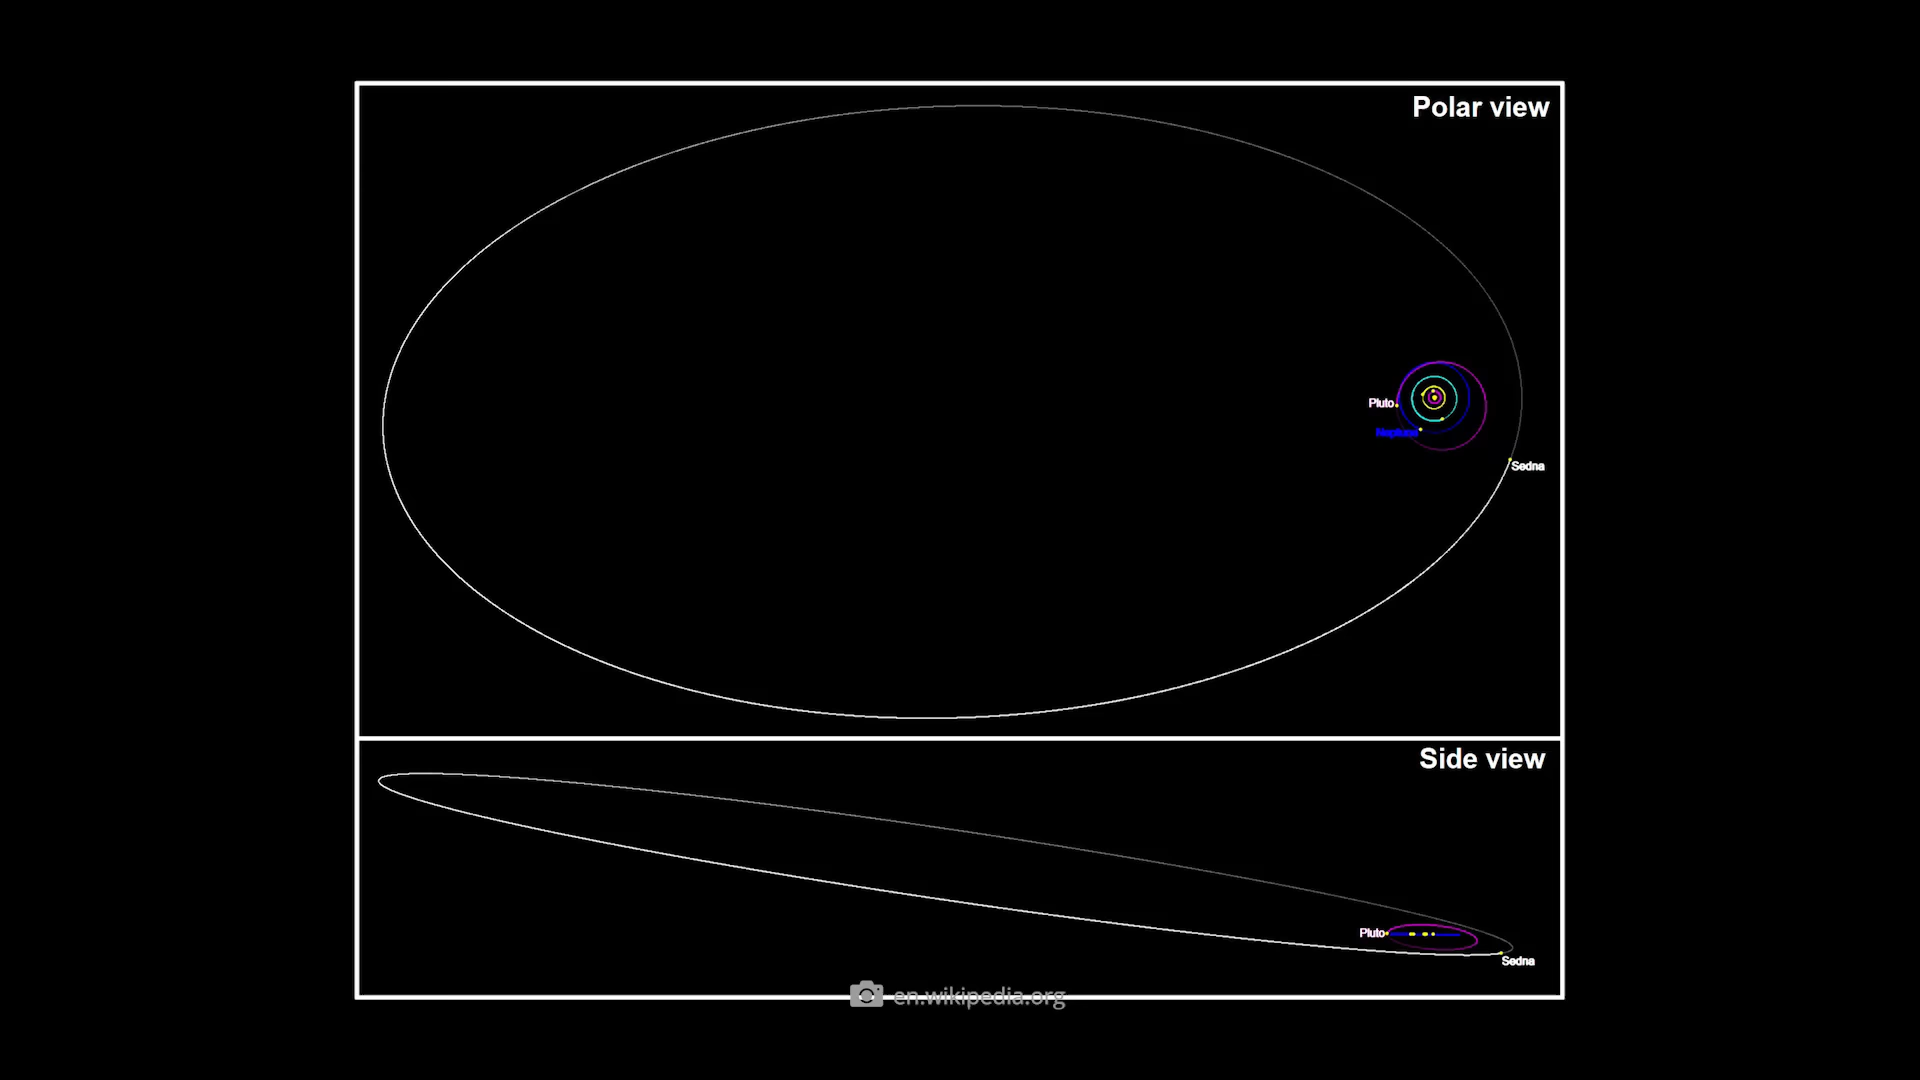 Polar view
Pluto
Neptune
Sedna
Side view
Pluto
Sedna
en.wikipedia.org